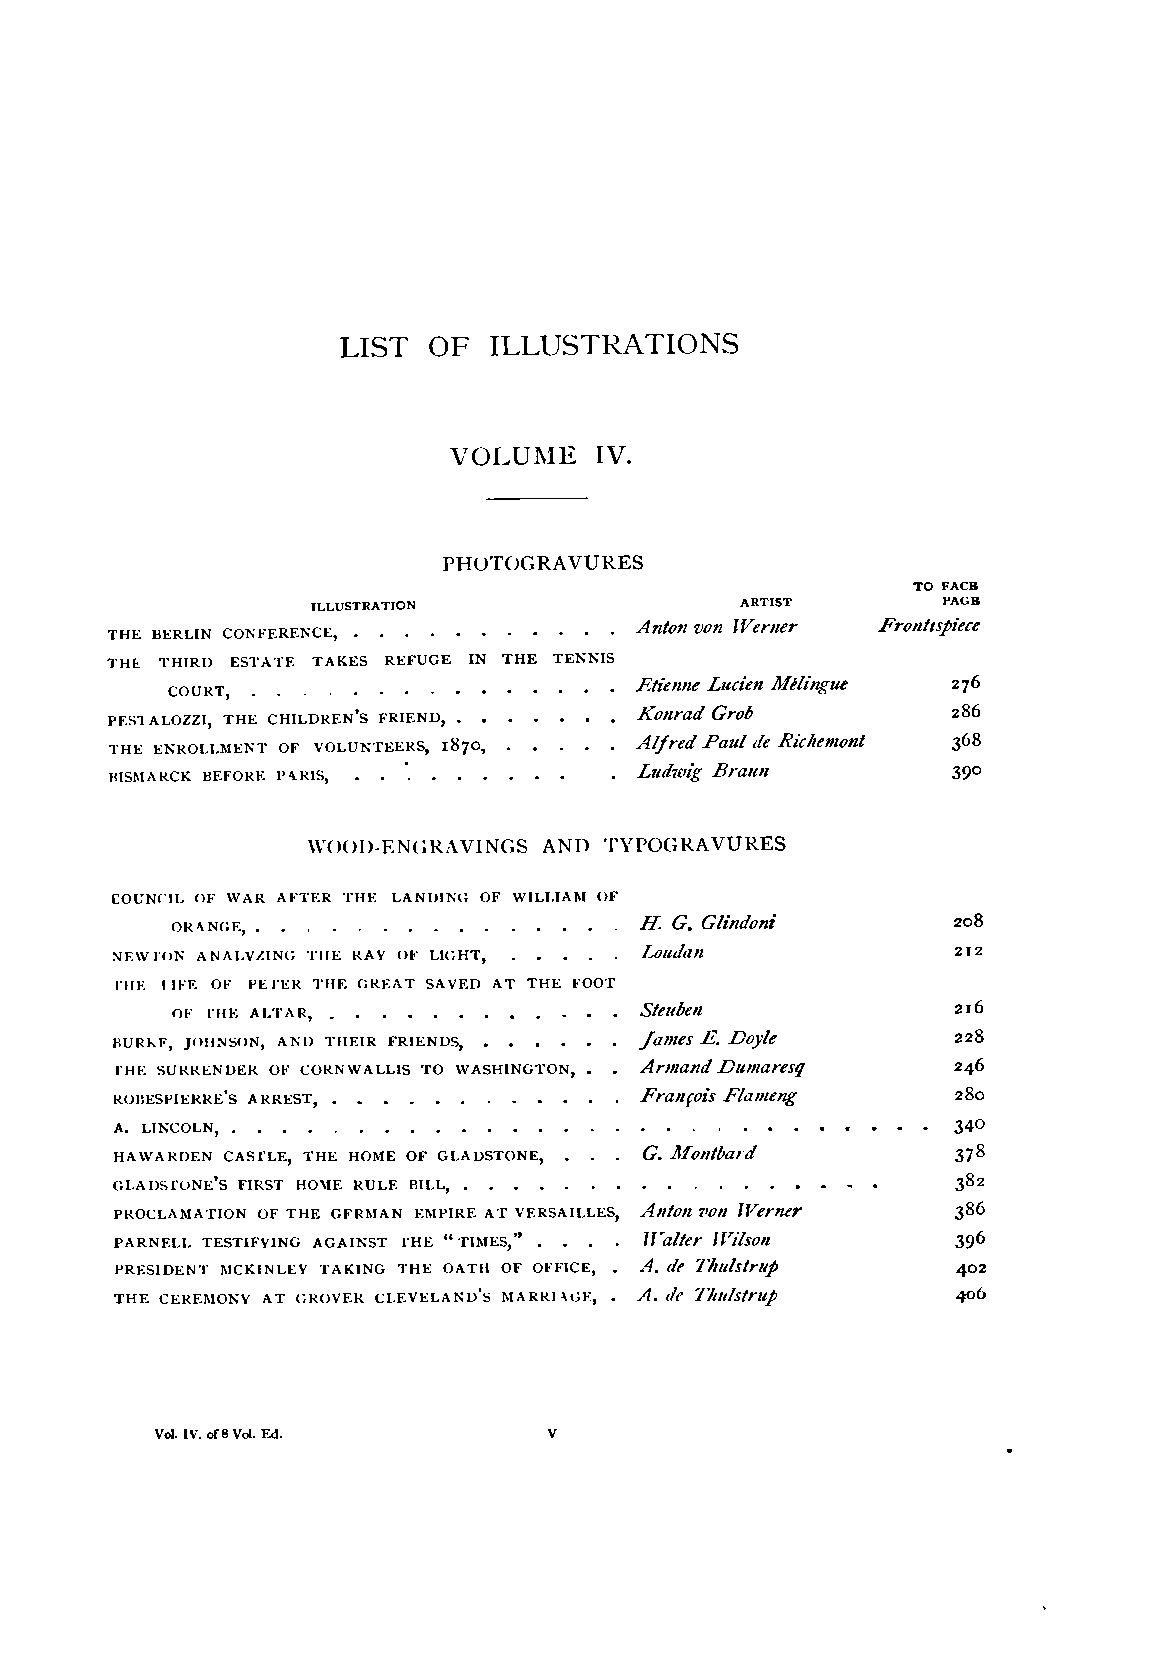 LIST OF ILLUSTRATIONS
VOLUME IV.
PHOTOGRAVURES
TO FACE
ILLUSTRATION ARTIST PAGE
THE BERLIN CONFERENCE, . . . . . . . . . . . Anton von Werner Frontispiece
THE THIRD ESTATE TAKES REFUGE IN THE TENNIS
COURT, . . . . . . . . . . . . . . . Etienne Lucien Mélingue 276
PESTALOZZI, THE CHILDREN'S FRIEND, . . . . . . . Konrad Grob 286
THE ENROLLMENT OF VOLUNTEERS, 1870, . . . . . Alfred Paul de Richemont 368
BISMARCK BEFORE PARIS, . . . . . . . . . . Ludwig Braun 390
WOOD-ENGRAVINGS AND TYPOGRAVURES
COUNCIL OF WAR AFTER THE LANDING OF WILLIAM OF
ORANGE, . . . . . . . . . . . . . . . H. G. Glindoni 208
NEWTON ANALYZING THE RAY OF LIGHT, . . . . . Loudan 212
THE LIFE OF PETER THE GREAT SAVED AT THE FOOT
OF THE ALTAR, . . . . . . . . . . . . Steuben 216
BURKE, JOHNSON, AND THEIR FRIENDS, . . . . . . James E. Doyle 228
THE SURRENDER OF CORNWALLIS TO WASHINGTON, . . Armand Dumaresq 246
ROBESPIERRE'S ARREST, . . . . . . . . . . . . François Flameng 280
A. LINCOLN, . . . . . . . . . . . . . . . . . . . . . . . . . . . . 340
HAWARDEN CASTLE, THE HOME OF GLADSTONE, . . . G. Montbard 378
GLADSTONE'S FIRST HOME RULE BILL, . . . . . . . . . . . . . . . . . 382
PROCLAMATION OF THE GERMAN EMPIRE AT VERSAILLES, Anton von Werner 386
PARNELL TESTIFYING AGAINST THE "TIMES," . . . . Walter Wilson 396
PRESIDENT MCKINLEY TAKING THE OATH OF OFFICE, . A. de Thulstrup 402
THE CEREMONY AT GROVER CLEVELAND'S MARRIAGE, . A. de Thulstrup 406
Vol. IV. of 8 Vol. Ed. V